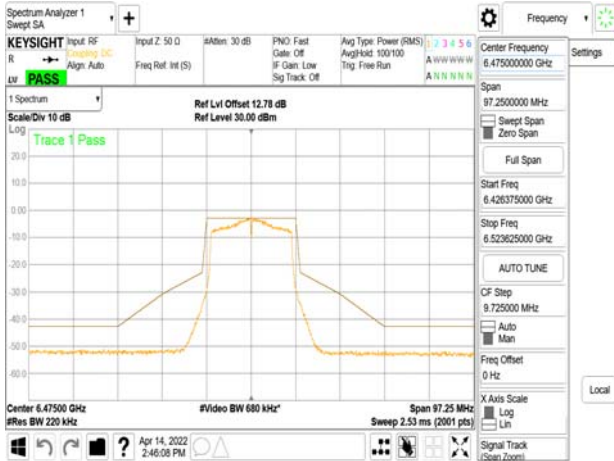 Spectrum Analyzer 1
Swept SA
Frequency
KEYSIGHT
R
LV PASS
Input: RF
Coupling: DC
Align: Auto
Input Z: 50 Ω
Freq Ref: Int (S)
#Atten: 30 dB
PNO: Fast
Gate: Off
IF Gain: Low
Sig Track: Off
Avg Type: Power (RMS)
Avg|Hold: 100/100
Trig: Free Run
1 2 3 4 5 6
A W W W W W
A N N N N N
1 Spectrum
Scale/Div 10 dB
Ref Lvl Offset 12.78 dB
Ref Level 30.00 dBm
Log
Trace 1 Pass
20.0
10.0
0.00
-10.0
-20.0
-30.0
-40.0
-50.0
-60.0
Center 6.47500 GHz
#Res BW 220 kHz
#Video BW 680 kHz*
Span 97.25 MHz
Sweep 2.53 ms (2001 pts)
Apr 14, 2022
2:46:08 PM
Center Frequency
6.475000000 GHz
Span
97.2500000 MHz
Swept Span
Zero Span
Full Span
Start Freq
6.426375000 GHz
Stop Freq
6.523625000 GHz
AUTO TUNE
CF Step
9.725000 MHz
Auto
Man
Freq Offset
0 Hz
X Axis Scale
Log
Lin
Signal Track
(Span Zoom)
Settings
Local